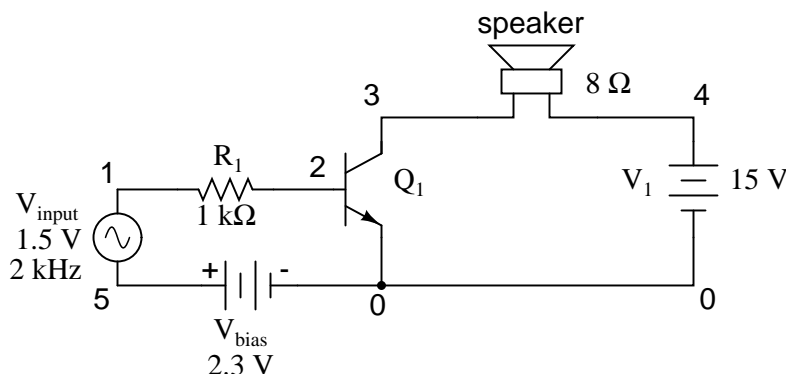 speaker
8 Ω
3
4
R1
1
2
Q1
V1
15 V
1 kΩ
Vinput
1.5 V
2 kHz
+
-
5
0
0
Vbias
2.3 V